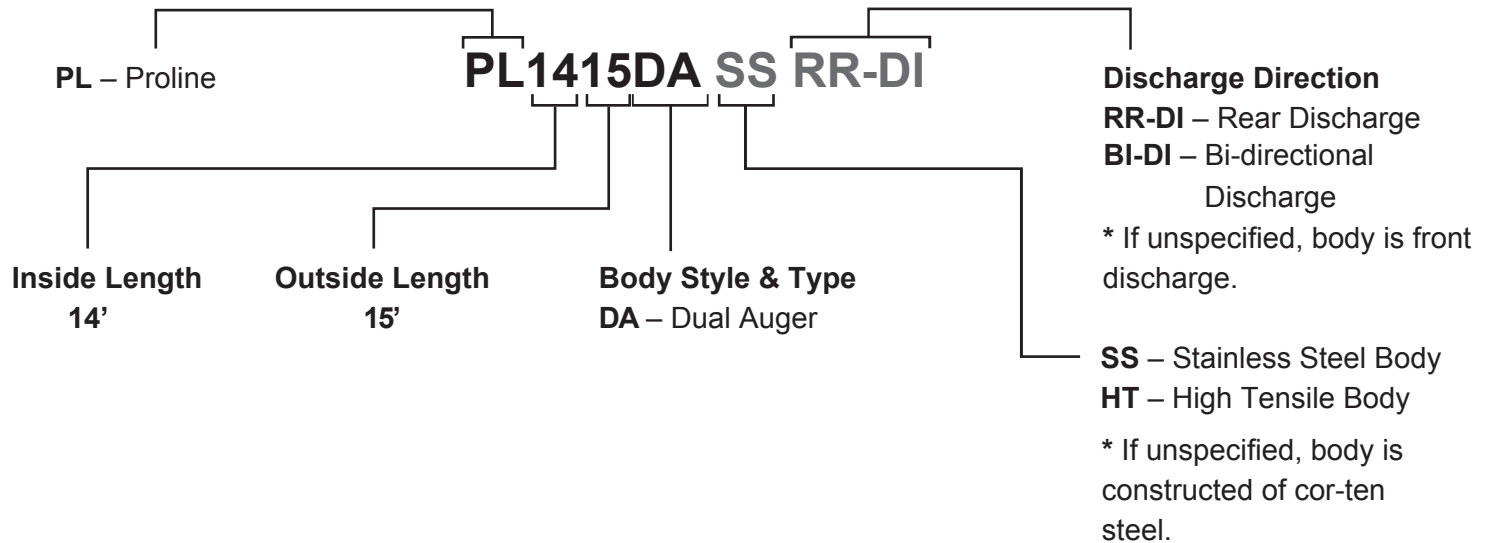 PL – Proline
PL1415DA SS RR-DI
Inside Length
14’
Outside Length
15’
Body Style & Type
DA – Dual Auger
Discharge Direction
RR-DI – Rear Discharge
BI-DI – Bi-directional
Discharge
* If unspecified, body is front
discharge.
SS – Stainless Steel Body
HT – High Tensile Body
* If unspecified, body is
constructed of cor-ten
steel.